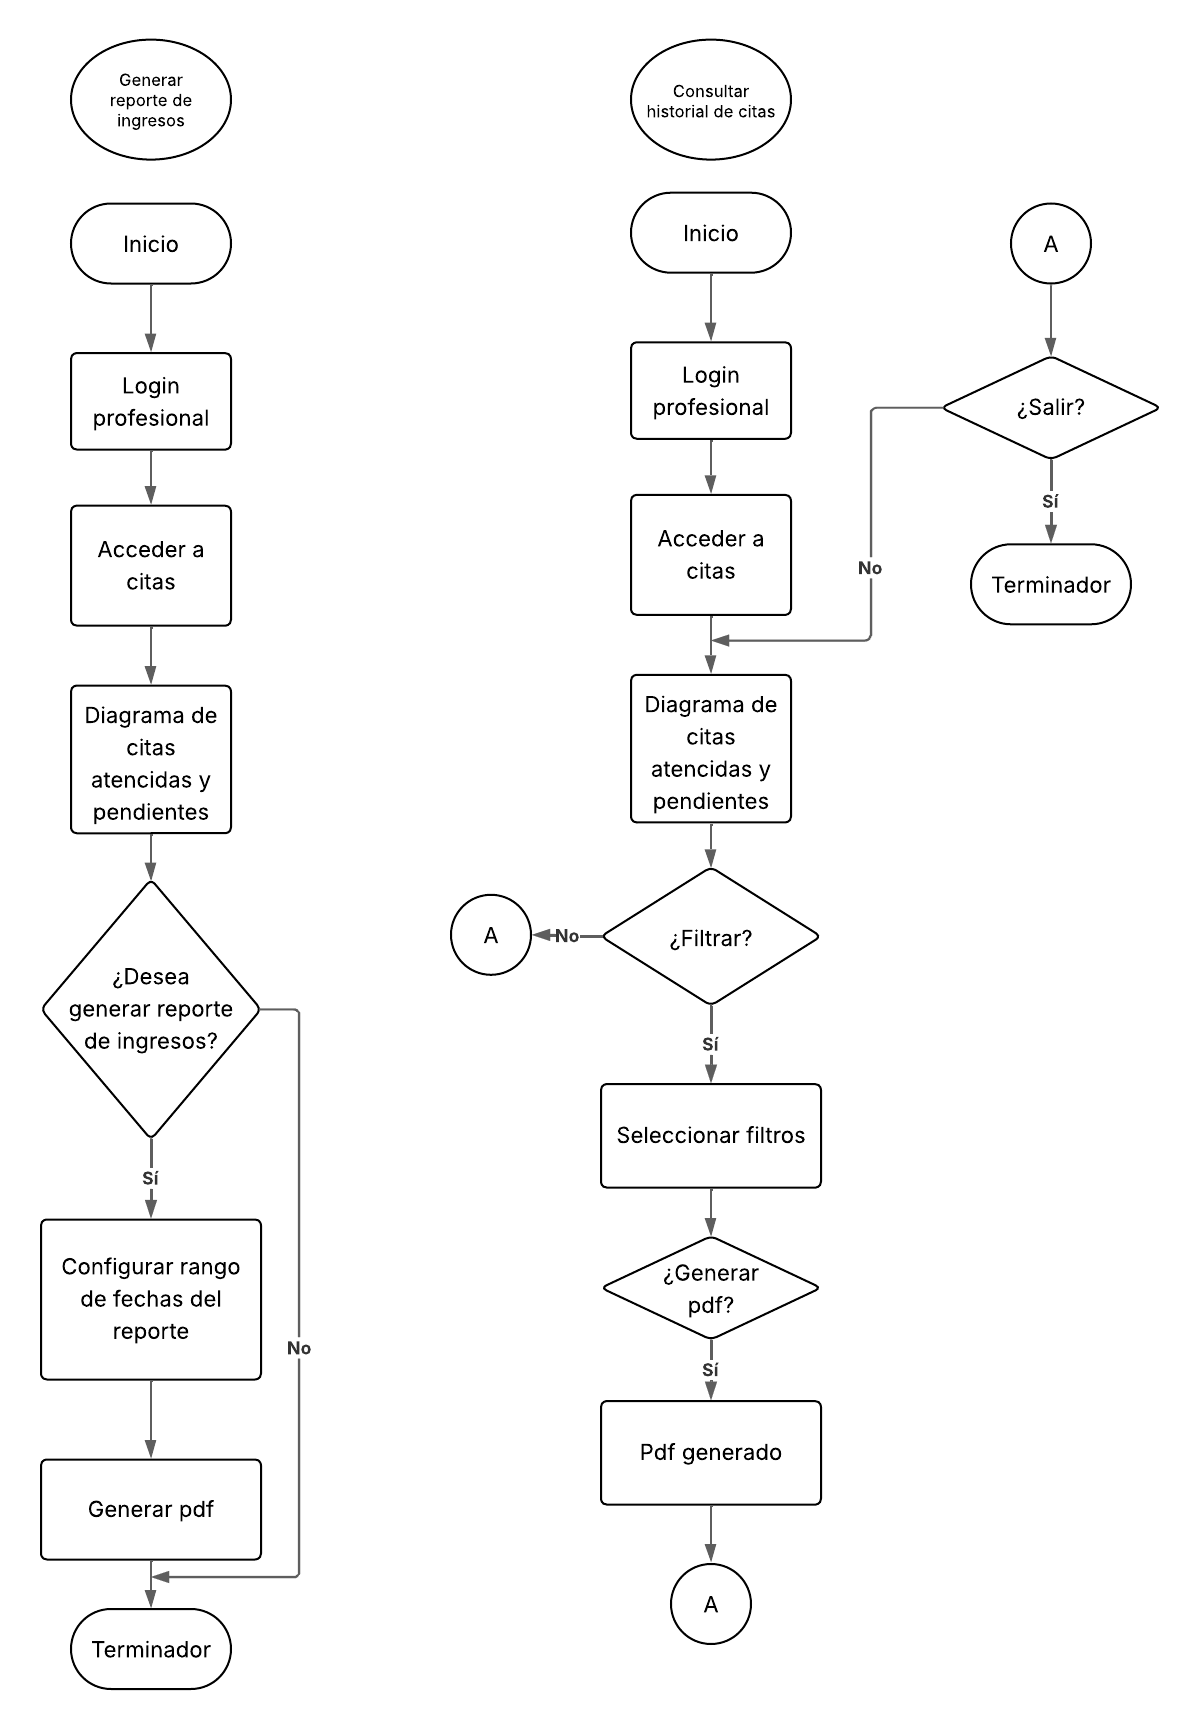 Generar
reporte de
ingresos
Inicio
Login
profesional
Acceder a
citas
Diagrama de
citas
atencidas y
pendientes
¿Desea
generar reporte
de ingresos?
Sí
No
Configurar rango
de fechas del
reporte
Generar pdf
Terminador
Consultar
historial de citas
Inicio
Login
profesional
Acceder a
citas
Diagrama de
citas
atencidas y
pendientes
¿Filtrar?
No
A
Sí
Seleccionar filtros
¿Generar
pdf?
Sí
Pdf generado
A
A
¿Salir?
No
Sí
Terminador